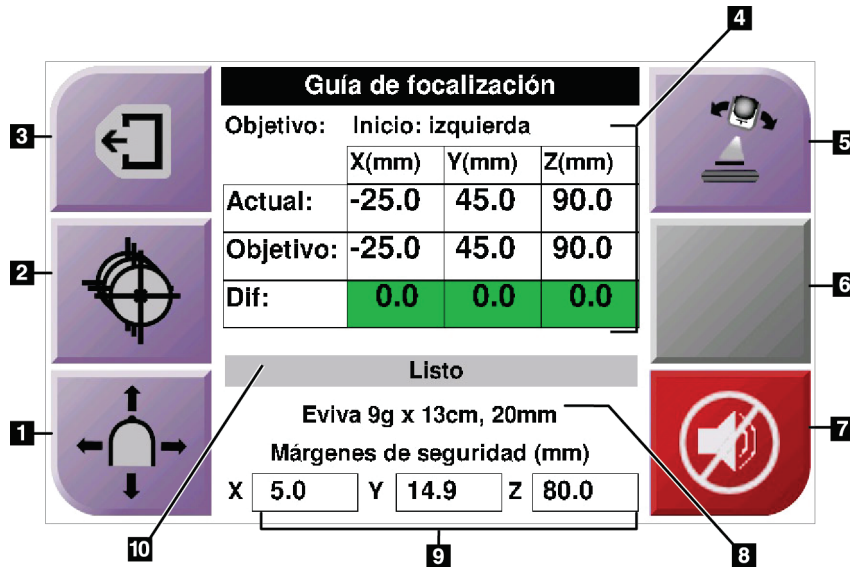 4
Guía de focalización
3
Objetivo: Inicio: izquierda
5
X(mm) Y(mm) Z(mm)
Actual: -25.0 45.0 90.0
Objetivo: -25.0 45.0 90.0
2
6
Dif: 0.0 0.0 0.0
Listo
Eviva 9g x 13cm, 20mm
1
7
Márgenes de seguridad (mm)
X 5.0 Y 14.9 Z 80.0
10
9
8